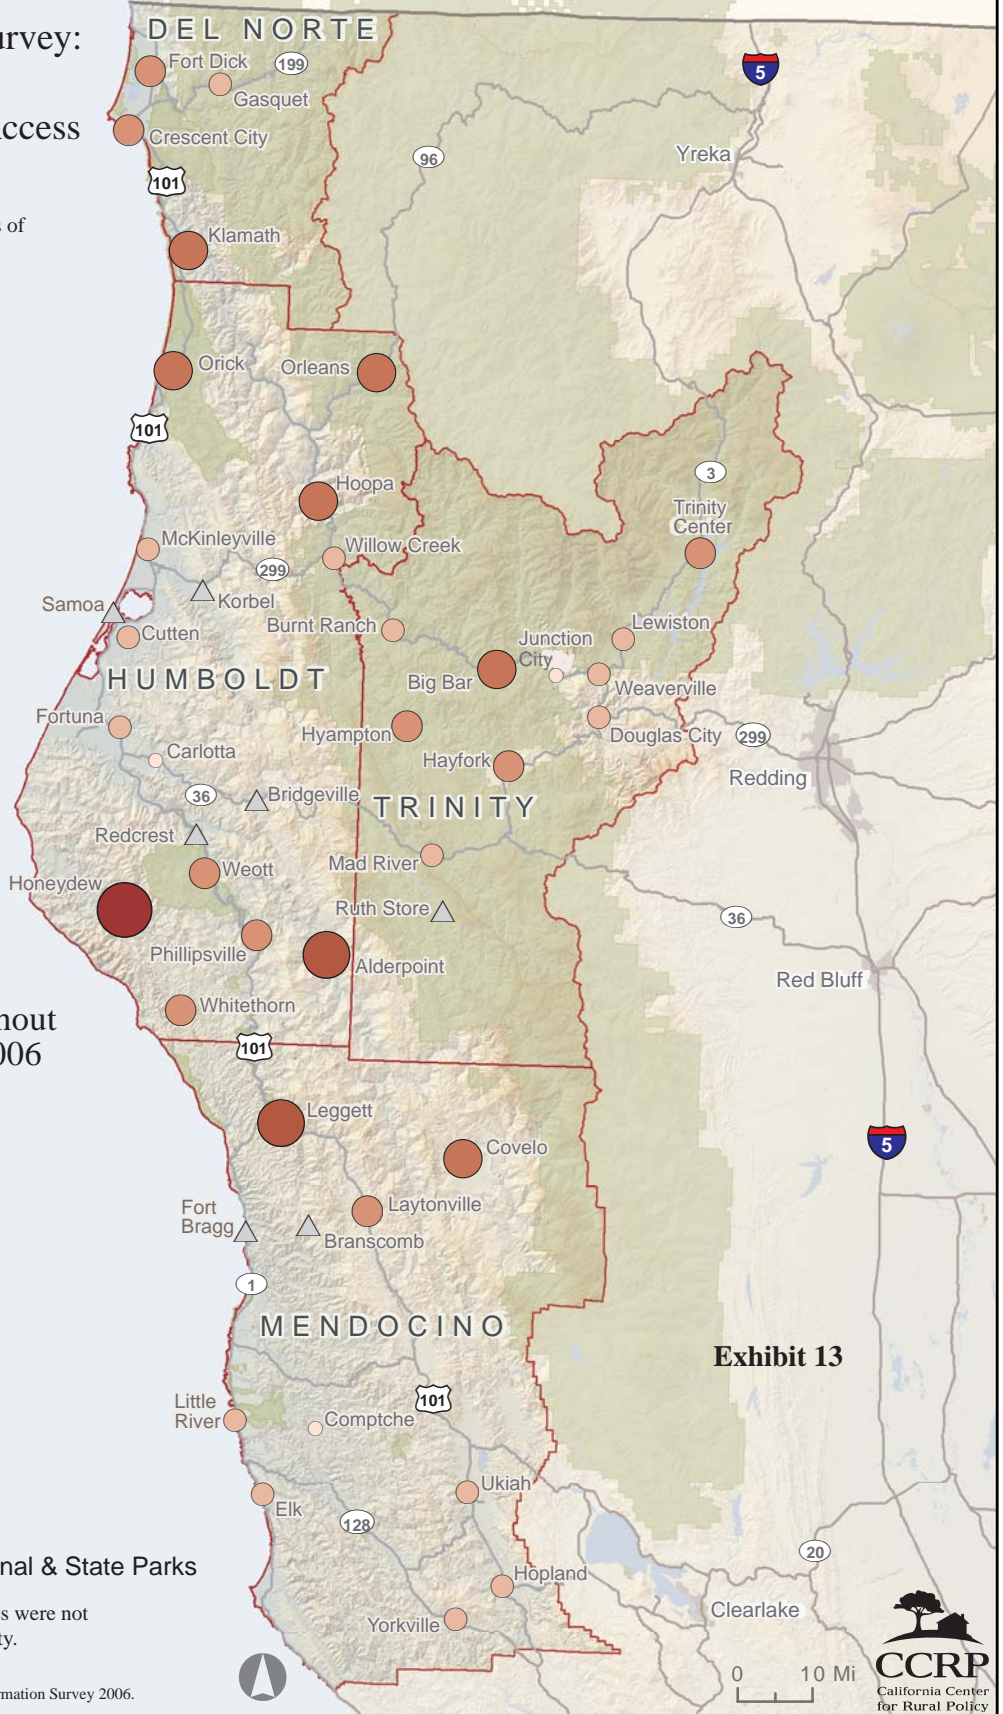 urvey:
ccess
s of
DEL NORTE
Fort Dick
199
Gasquet
5
Crescent City
96
Yreka
101
Klamath
Orick
Orleans
101
3
Hoopa
Trinity
Center
McKinleyville
Willow Creek
299
Korbel
Samoa
Cutten
Burnt Ranch
Lewiston
Junction
City
HUMBOLDT
Big Bar
Weaverville
Fortuna
Hyampton
Douglas City
299
Carlotta
Hayfork
Redding
36
Bridgeville
TRINITY
Redcrest
Mad River
Weott
Honeydew
Ruth Store
36
Phillipsville
Alderpoint
Red Bluff
Whitethorn
hout
006
101
Leggett
5
Covelo
Laytonville
Fort
Bragg
Branscomb
1
MENDOCINO
Exhibit 13
101
Little
River
Comptche
Ukiah
Elk
128
20
nal & State Parks
Hopland
s were not
Clearlake
Yorkville
ty.
0 10 Mi
CCRP
California Center
for Rural Policy
rmation Survey 2006.